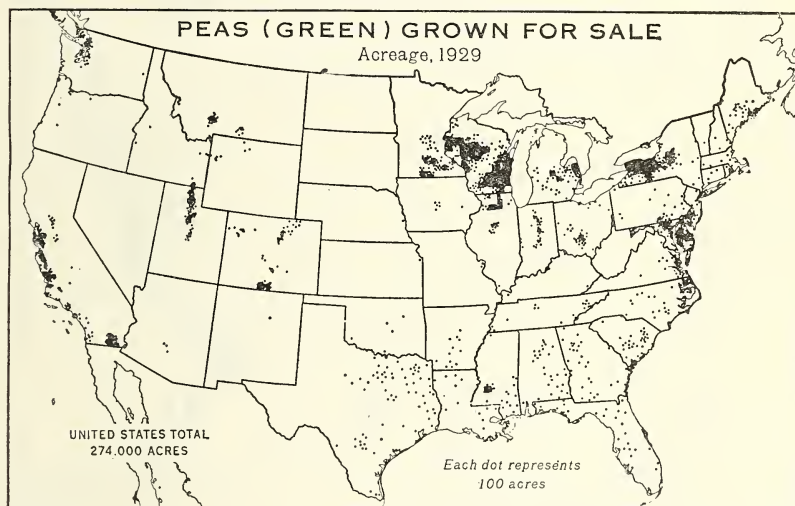 PEAS (GREEN) GROWN FOR SALE
Acreage, 1929
UNITED STATES TOTAL
274,000 ACRES
Each dot represents
100 acres